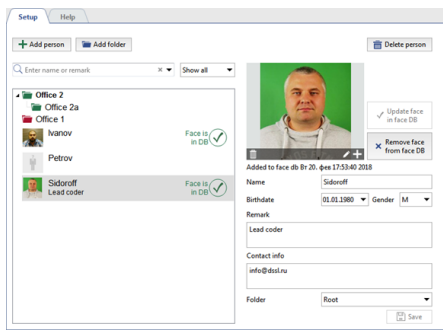 Setup
Help
Add person
Add folder
Delete person
Enter name or remark
Show all
Office 2
Office 2a
Office 1
Ivanov
Face is
in DB
Petrov
Sidoroff
Lead coder
Face is
in DB
Update face
in face DB
Remove face
from face DB
Added to face db Вт 20. фев 17:53:40 2018
Name
Sidoroff
Birthdate
01.01.1980
Gender
M
Remark
Lead coder
Contact info
info@dssl.ru
Folder
Root
Save